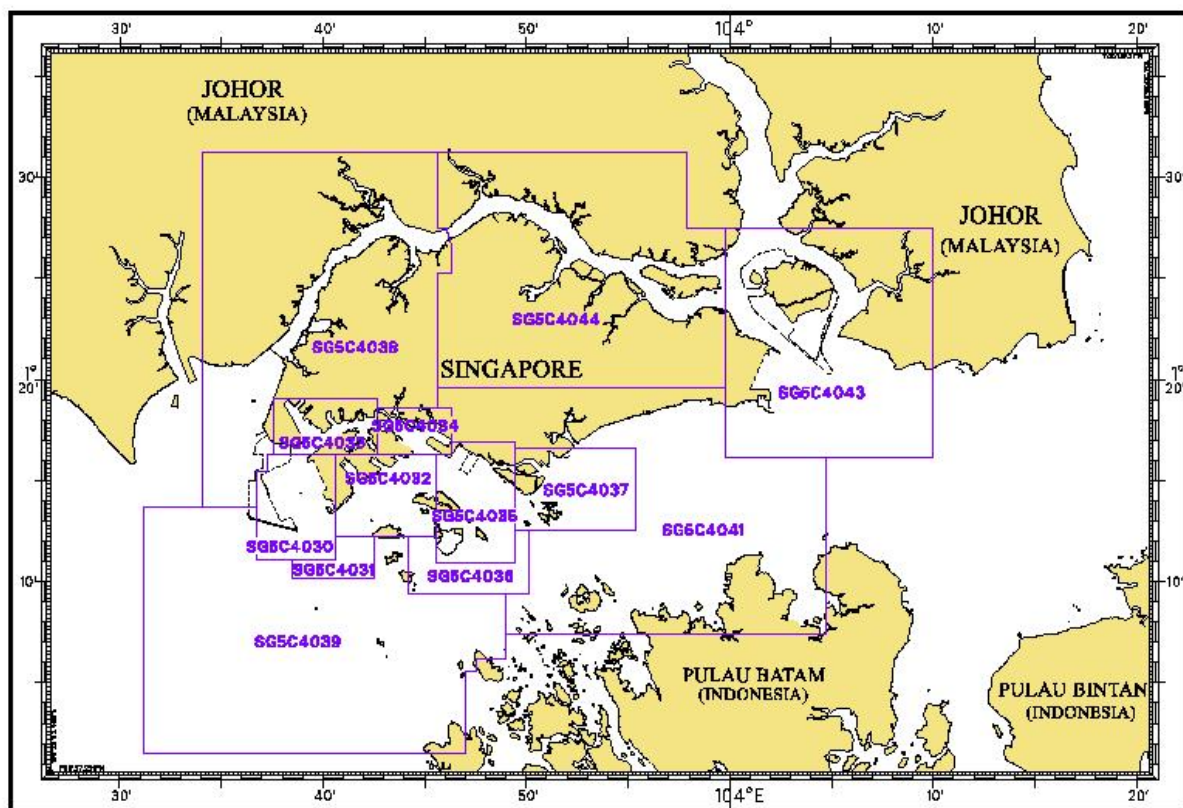 30'
40'
50'
104°
10'
20'
JOHOR
(MALAYSIA)
30'
30'
JOHOR
(MALAYSIA)
SG5C4044
SG5C4038
SINGAPORE
1°
20'
1°
20'
SG5C4043
SG5C4034
SG5C4032
SG5C4037
SG5C4035
SG5C4041
SG5C4030
SG5C4031
SG5C4036
10'
10'
SG5C4039
PULAU BATAM
(INDONESIA)
PULAU BINTAN
(INDONESIA)
30'
40'
50'
104°E
10'
20'